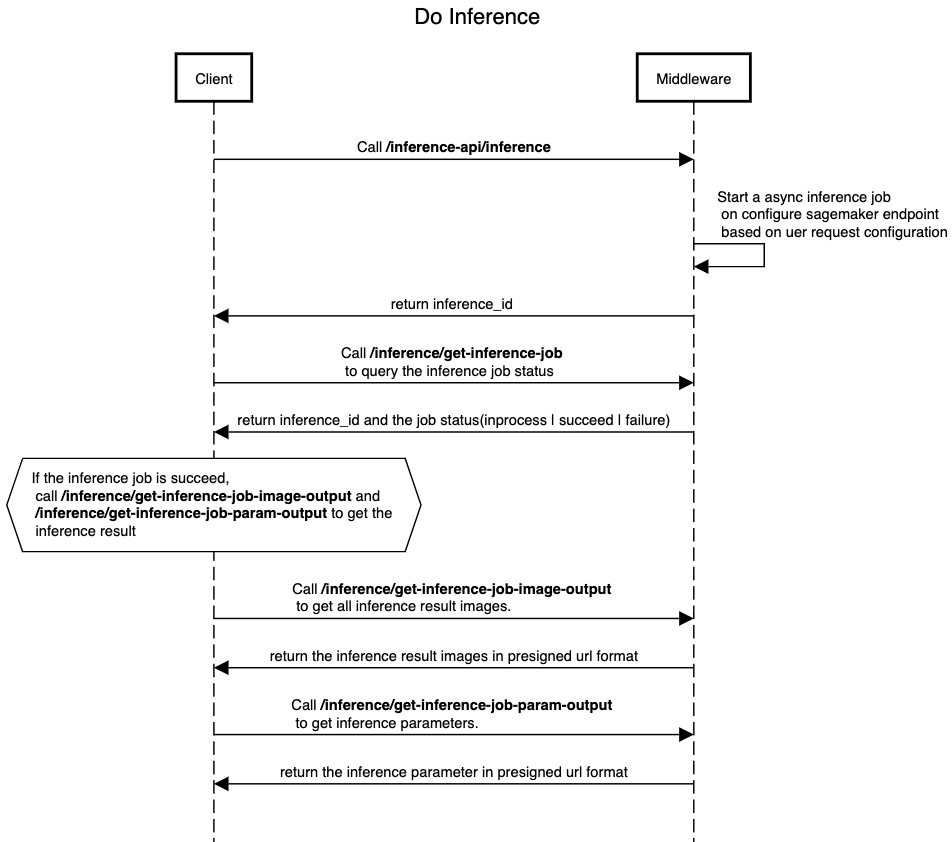 Do Inference
Client
Middleware
Call /inference-api/inference
Start a async inference job
on configure sagemaker endpoint
based on uer request configuration
return inference_id
Call /inference/get-inference-job
to query the inference job status
return inference_id and the job status(inprocess | succeed | failure)
If the inference job is succeed,
call /inference/get-inference-job-image-output and
/inference/get-inference-job-param-output to get the
inference result
Call /inference/get-inference-job-image-output
to get all inference result images.
return the inference result images in presigned url format
Call /inference/get-inference-job-param-output
to get inference parameters.
return the inference parameter in presigned url format